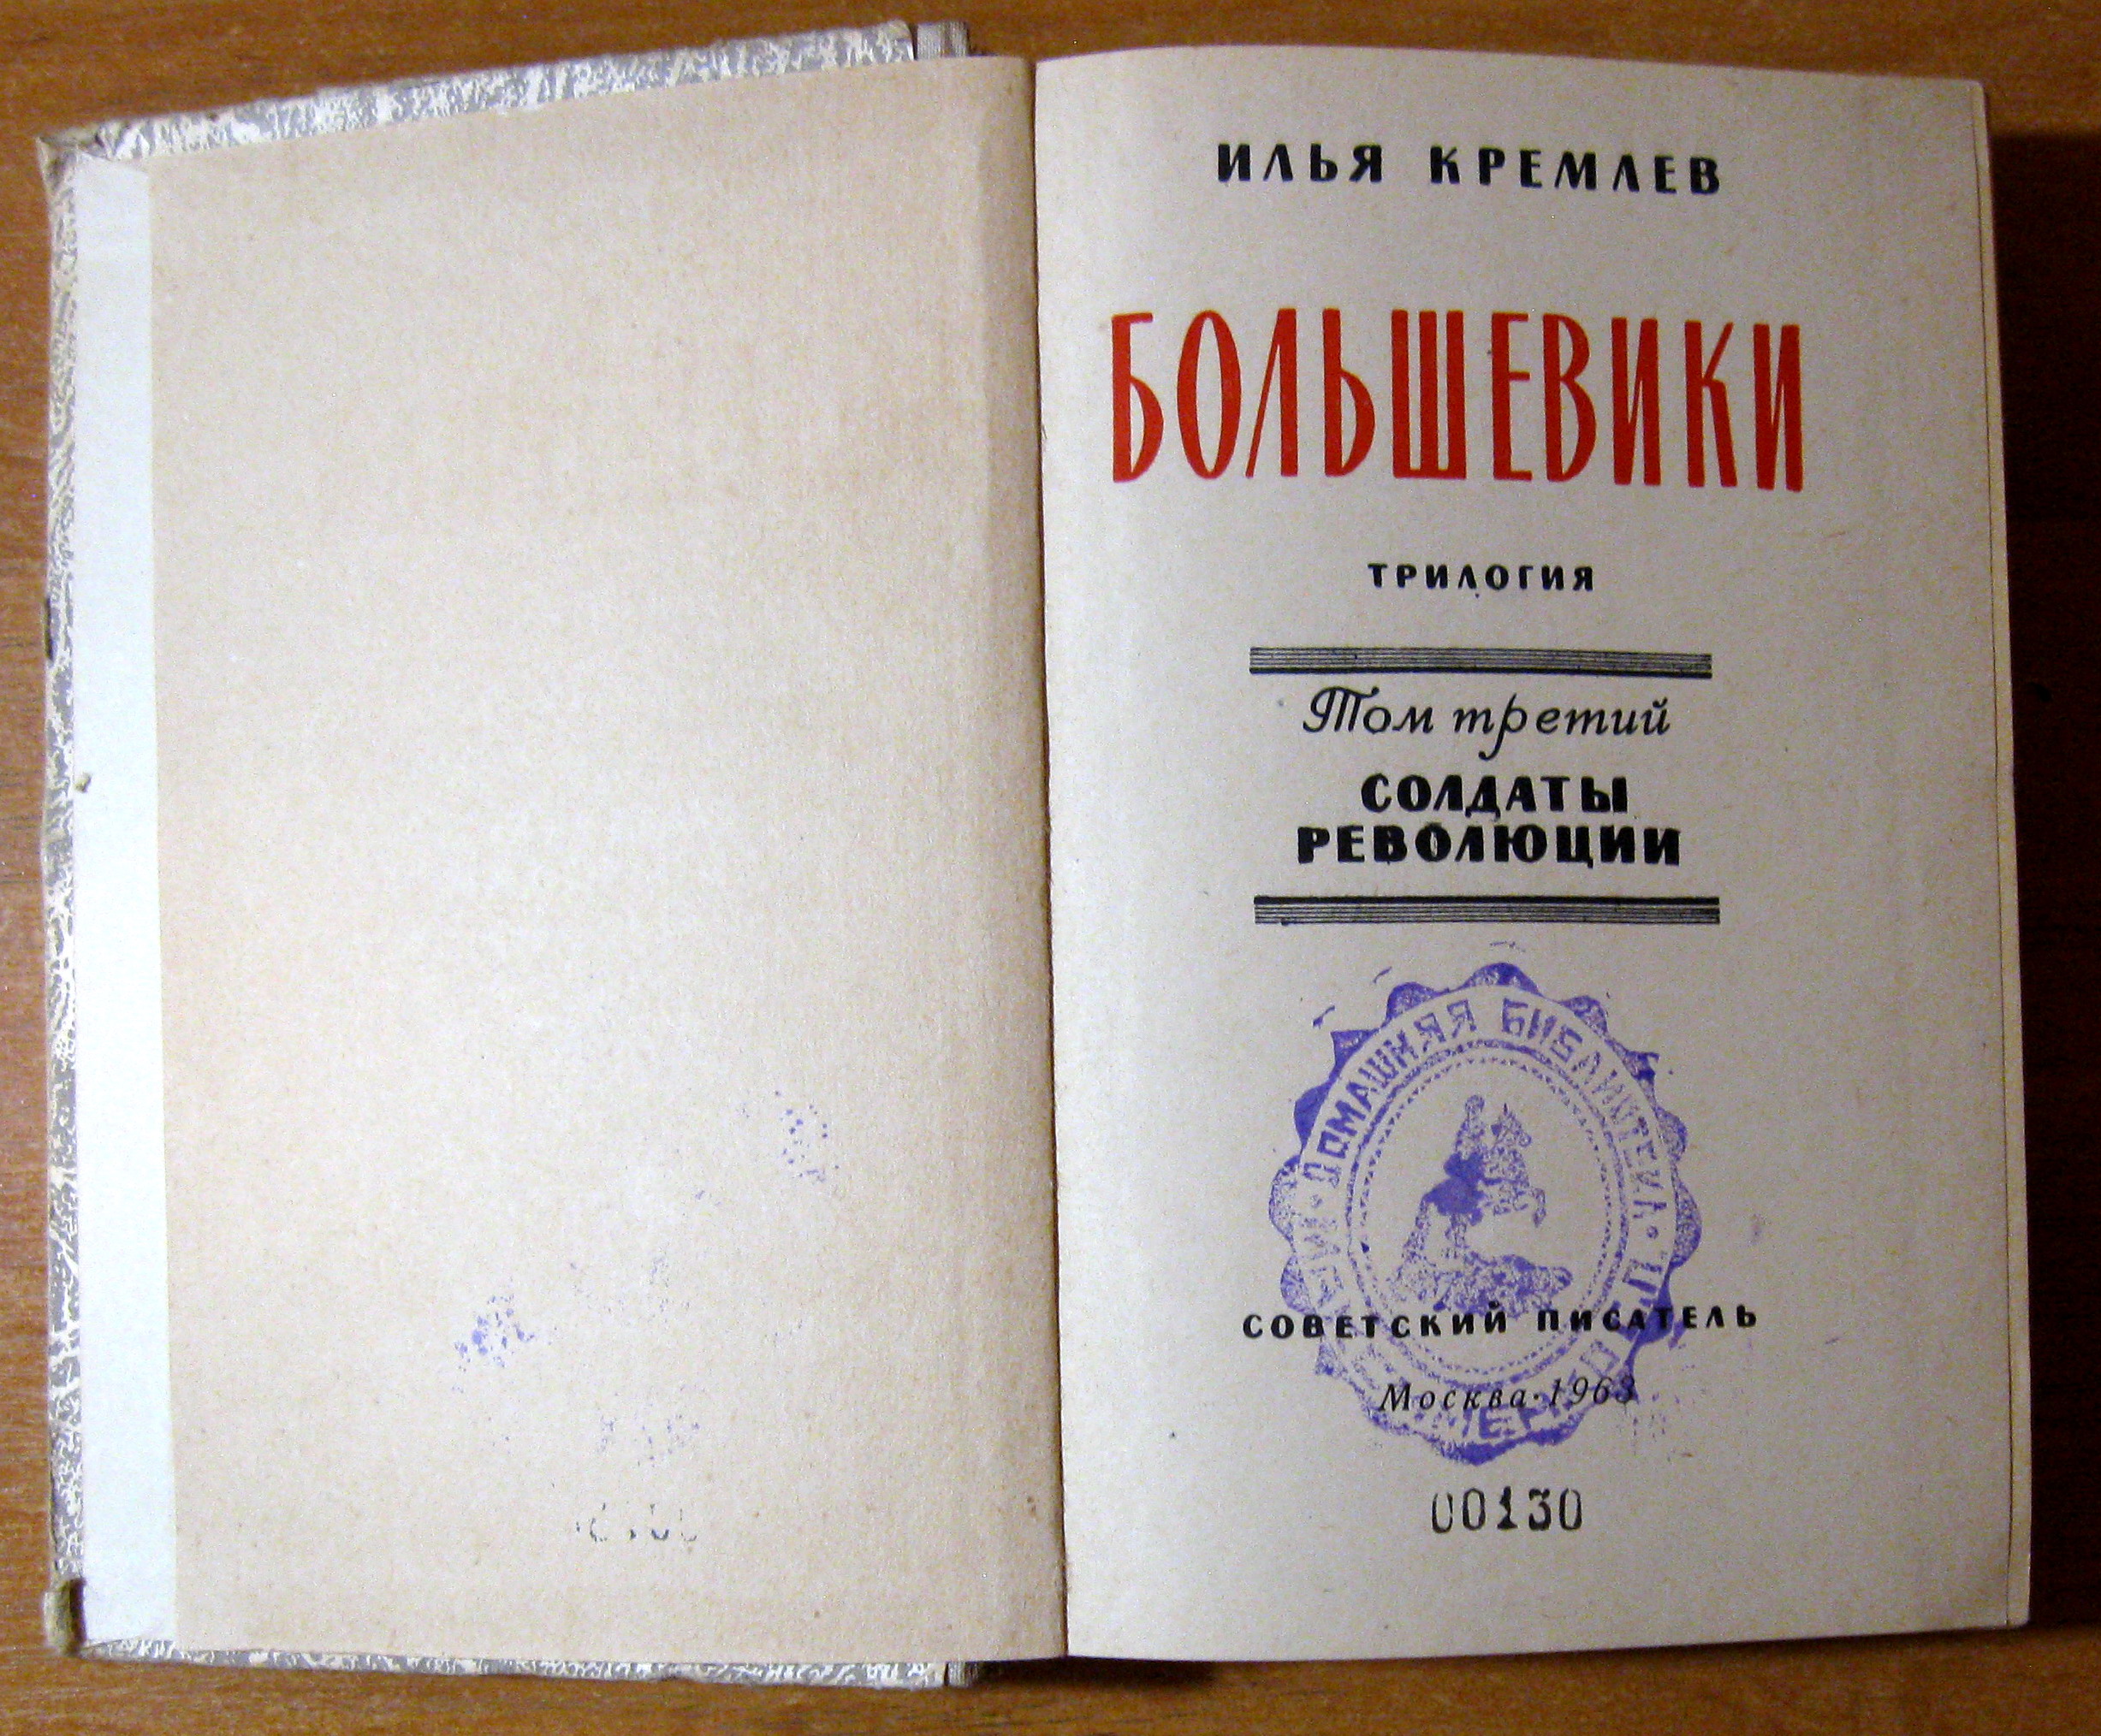 ИЛЬЯ КРЕМЛЕВ
БОЛЬШЕВИКИ
ТРИЛОГИЯ
Том третий
СОЛДАТЫ
РЕВОЛЮЦИИ
ДОМАШНЯЯ БИБЛИОТЕКА
СОВЕТСКИЙ ПИСАТЕЛЬ
Москва·1963
00130